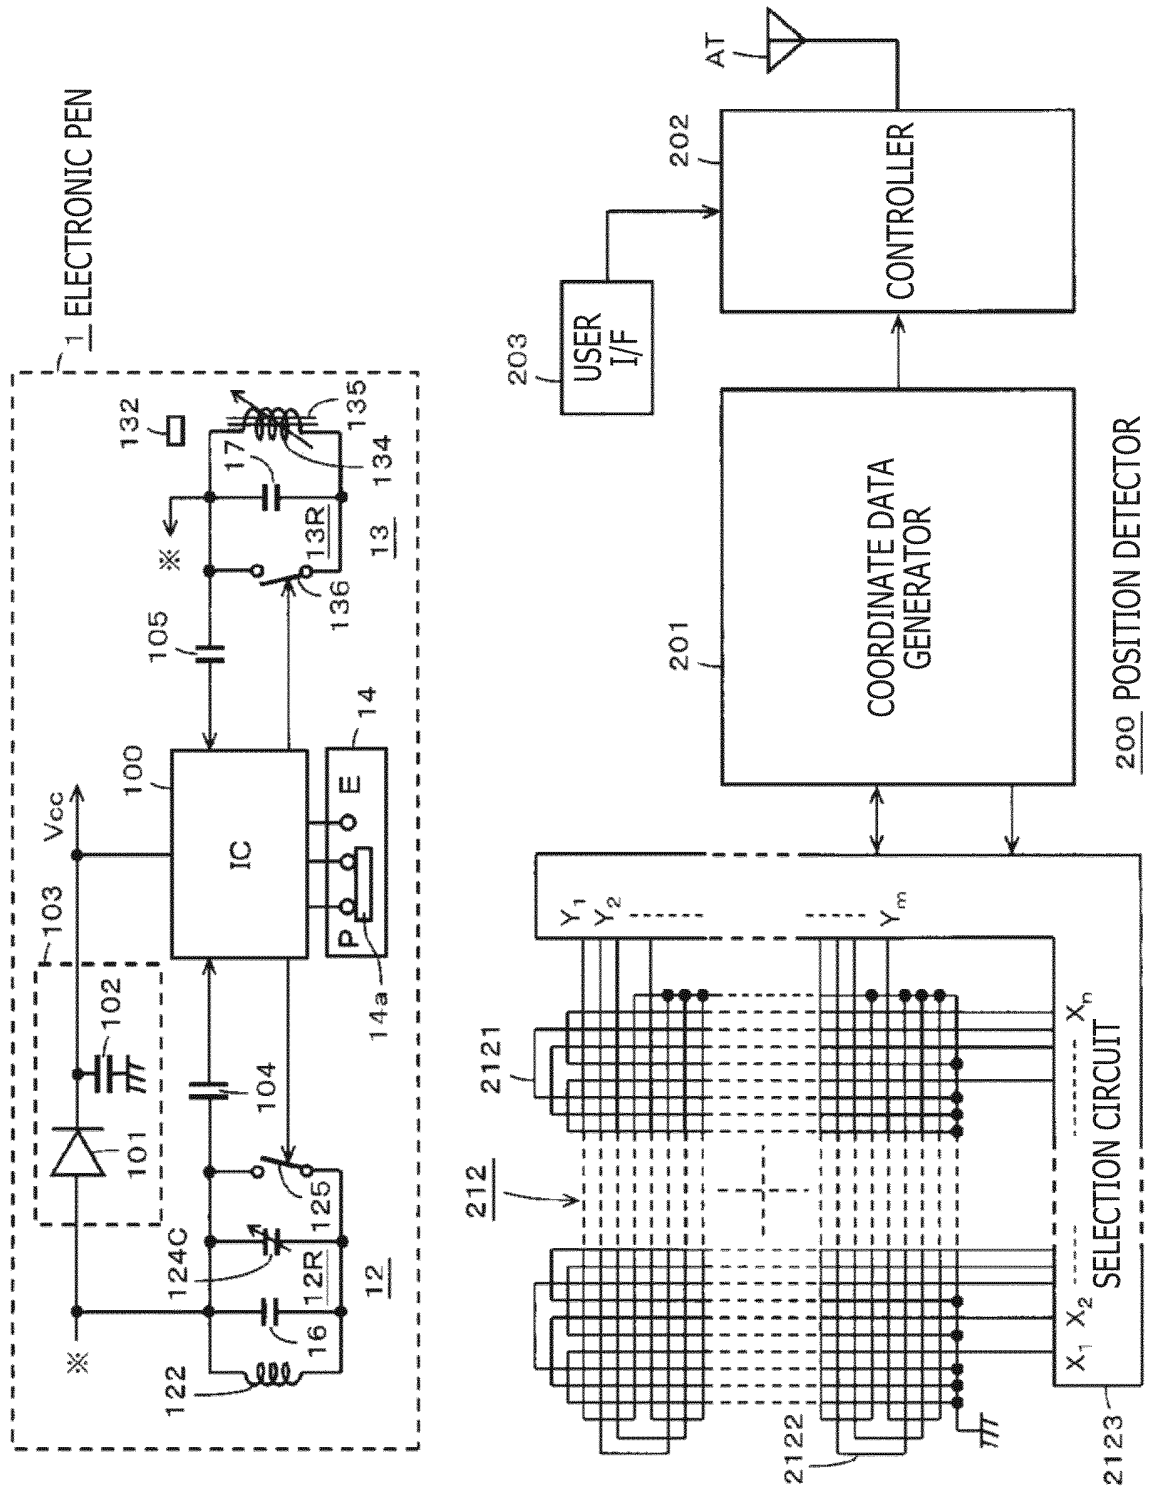 1 ELECTRONIC PEN
103
Vcc
102
101
※
100
IC
105
※
132
17
135
134
13R
13
136
14
P
E
14a
104
124C
125
12R
12
16
122
AT
202
CONTROLLER
203
USER
I/F
201
COORDINATE DATA
GENERATOR
200 POSITION DETECTOR
Y1
Y2
Ym
2121
212
2122
X1
X2
Xn
SELECTION CIRCUIT
2123